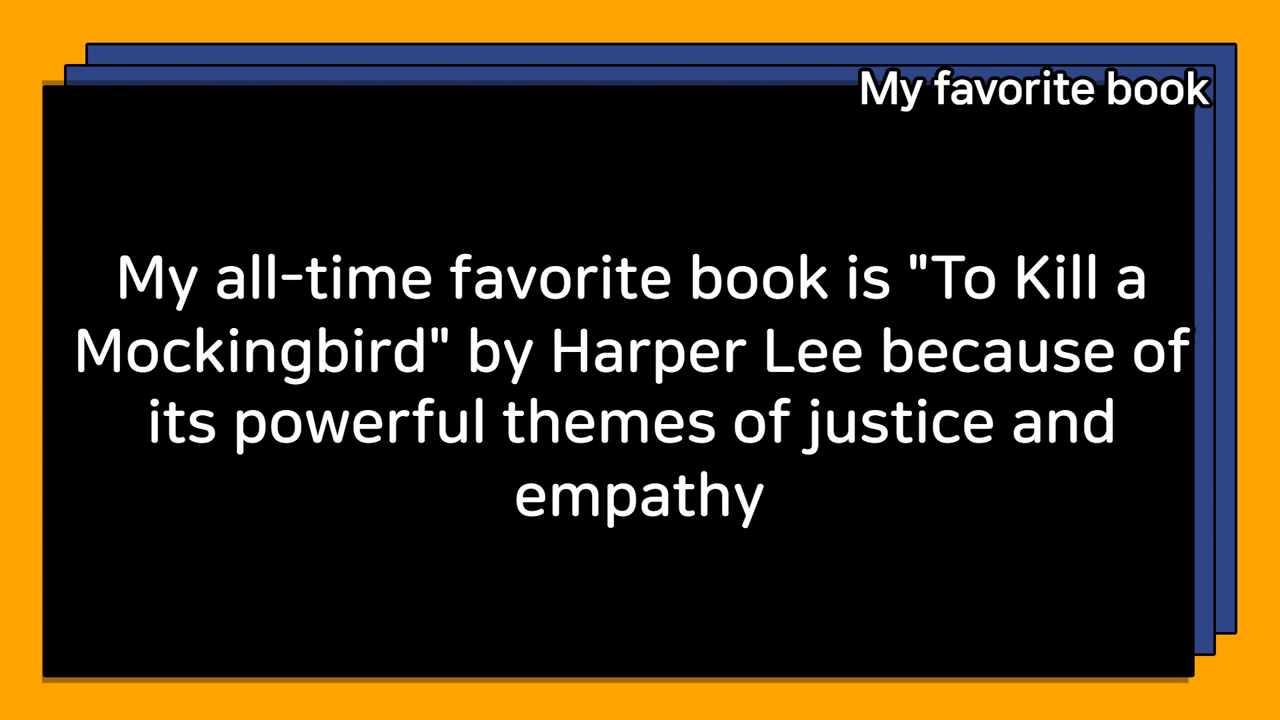 My favorite book
My all-time favorite book is "To Kill a
Mockingbird" by Harper Lee because of
its powerful themes of justice and
empathy